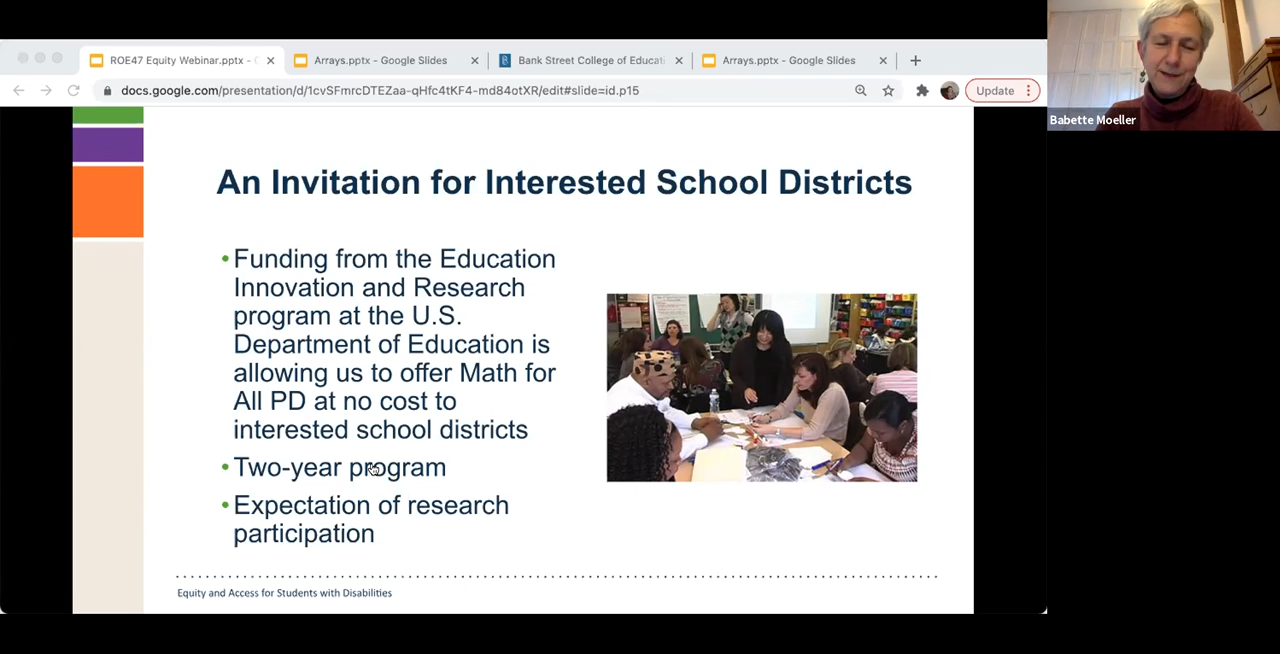 ROE47 Equity Webinar.pptx -
Arrays.pptx - Google Slides
Bank Street College of Educati
Arrays.pptx - Google Slides
docs.google.com/presentation/d/1cvSFmrcDTEZaa-qHfc4tKF4-md84otXR/edit#slide=id.p15
Update
Babette Moeller
An Invitation for Interested School Districts
•Funding from the Education
Innovation and Research
program at the U.S.
Department of Education is
allowing us to offer Math for
All PD at no cost to
interested school districts
•Two-year program
•Expectation of research
participation
Equity and Access for Students with Disabilities